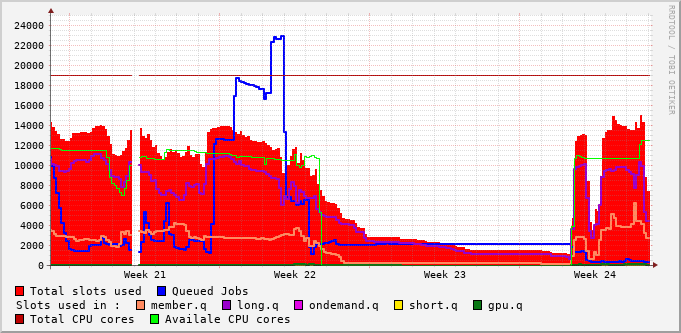 24000
22000
20000
18000
16000
14000
12000
10000
8000
6000
4000
2000
0
Week 21 Week 22 Week 23 Week 24
RRDTOOL / TOBI OETIKER
Total slots used Queued Jobs
Slots used in : member.q long.q ondemand.q short.q gpu.q
Total CPU cores Availale CPU cores